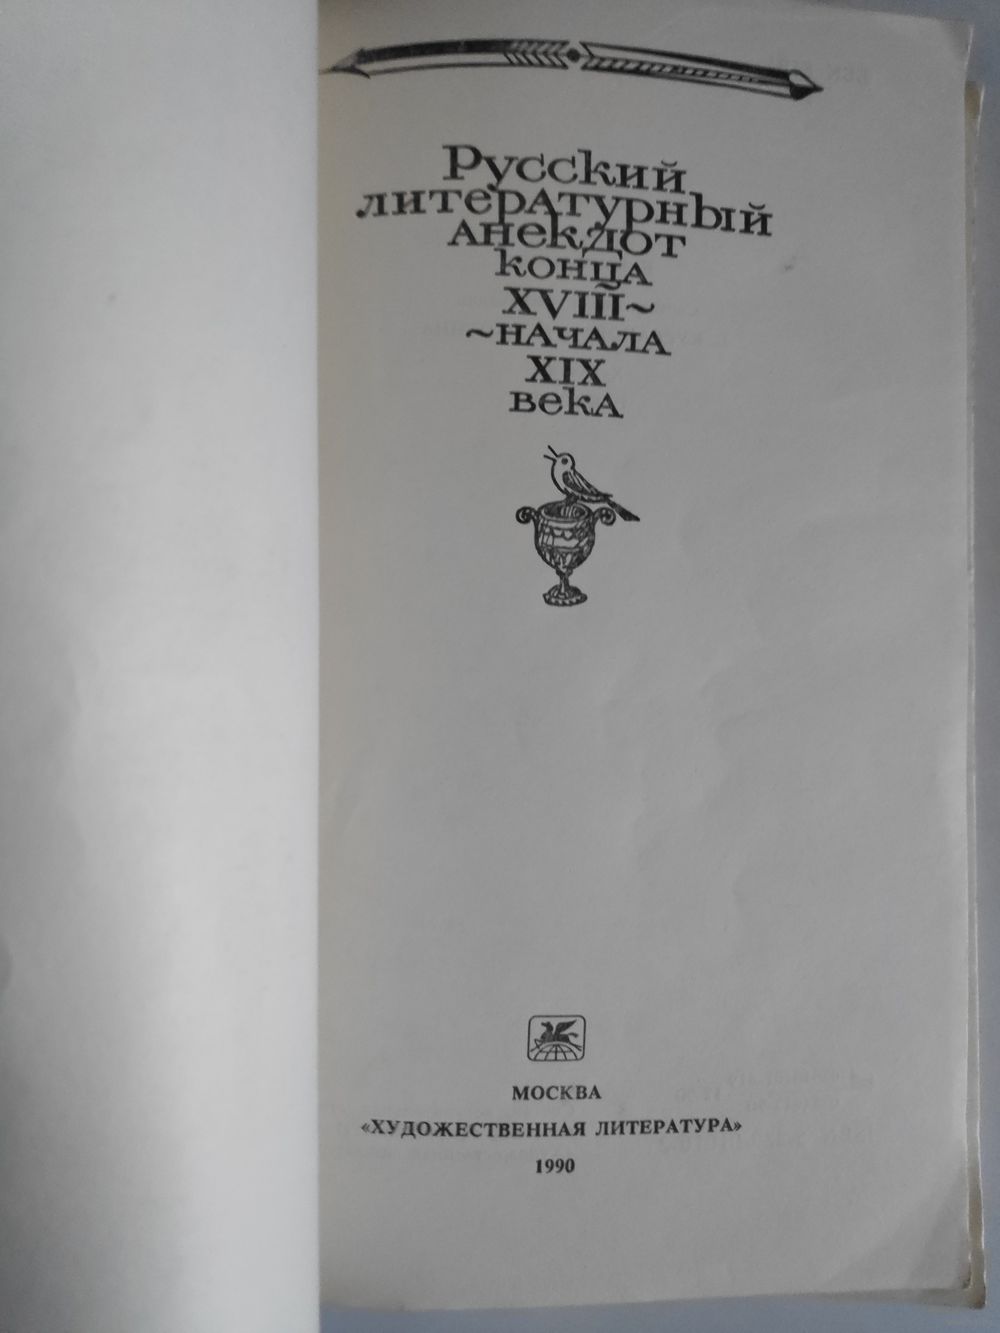 Русский
литературный
анекдот
конца
XVIII~
~начала
XIX
века
МОСКВА
«ХУДОЖЕСТВЕННАЯ ЛИТЕРАТУРА»
1990